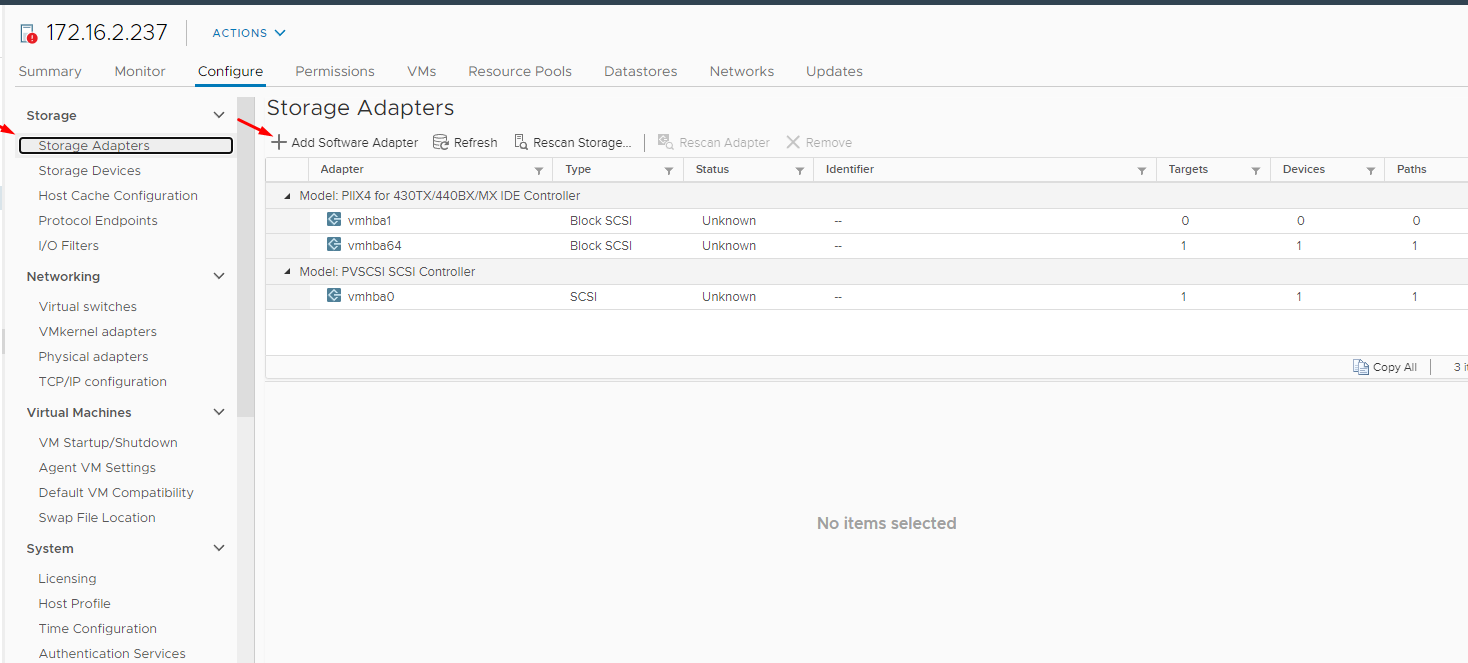 172.16.2.237 ACTIONS
Summary Monitor Configure Permissions VMs Resource Pools Datastores Networks Updates
Storage
Storage Adapters
Storage Devices
Host Cache Configuration
Protocol Endpoints
I/O Filters
Networking
Virtual switches
VMkernel adapters
Physical adapters
TCP/IP configuration
Virtual Machines
VM Startup/Shutdown
Agent VM Settings
Default VM Compatibility
Swap File Location
System
Licensing
Host Profile
Time Configuration
Authentication Services
Storage Adapters
Add Software Adapter Refresh Rescan Storage... Rescan Adapter Remove
Adapter Type Status Identifier Targets Devices Paths
Model: PIIX4 for 430TX/440BX/MX IDE Controller
vmhba1 Block SCSI Unknown -- 0 0 0
vmhba64 Block SCSI Unknown -- 1 1 1
Model: PVSCSI SCSI Controller
vmhba0 SCSI Unknown -- 1 1 1
Copy All 3
No items selected